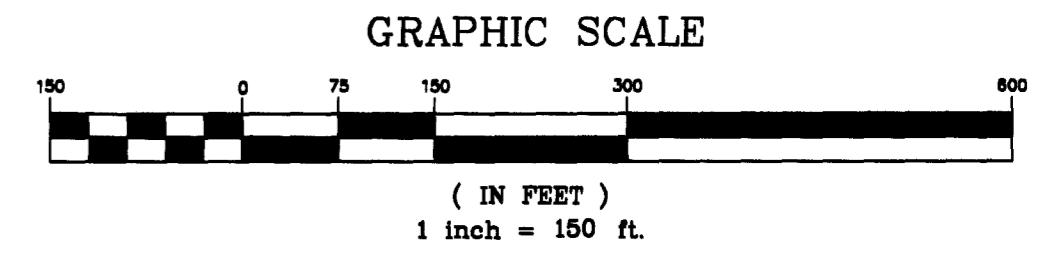 GRAPHIC SCALE
150 0 75 150 300 600
( IN FEET )
1 inch = 150 ft.